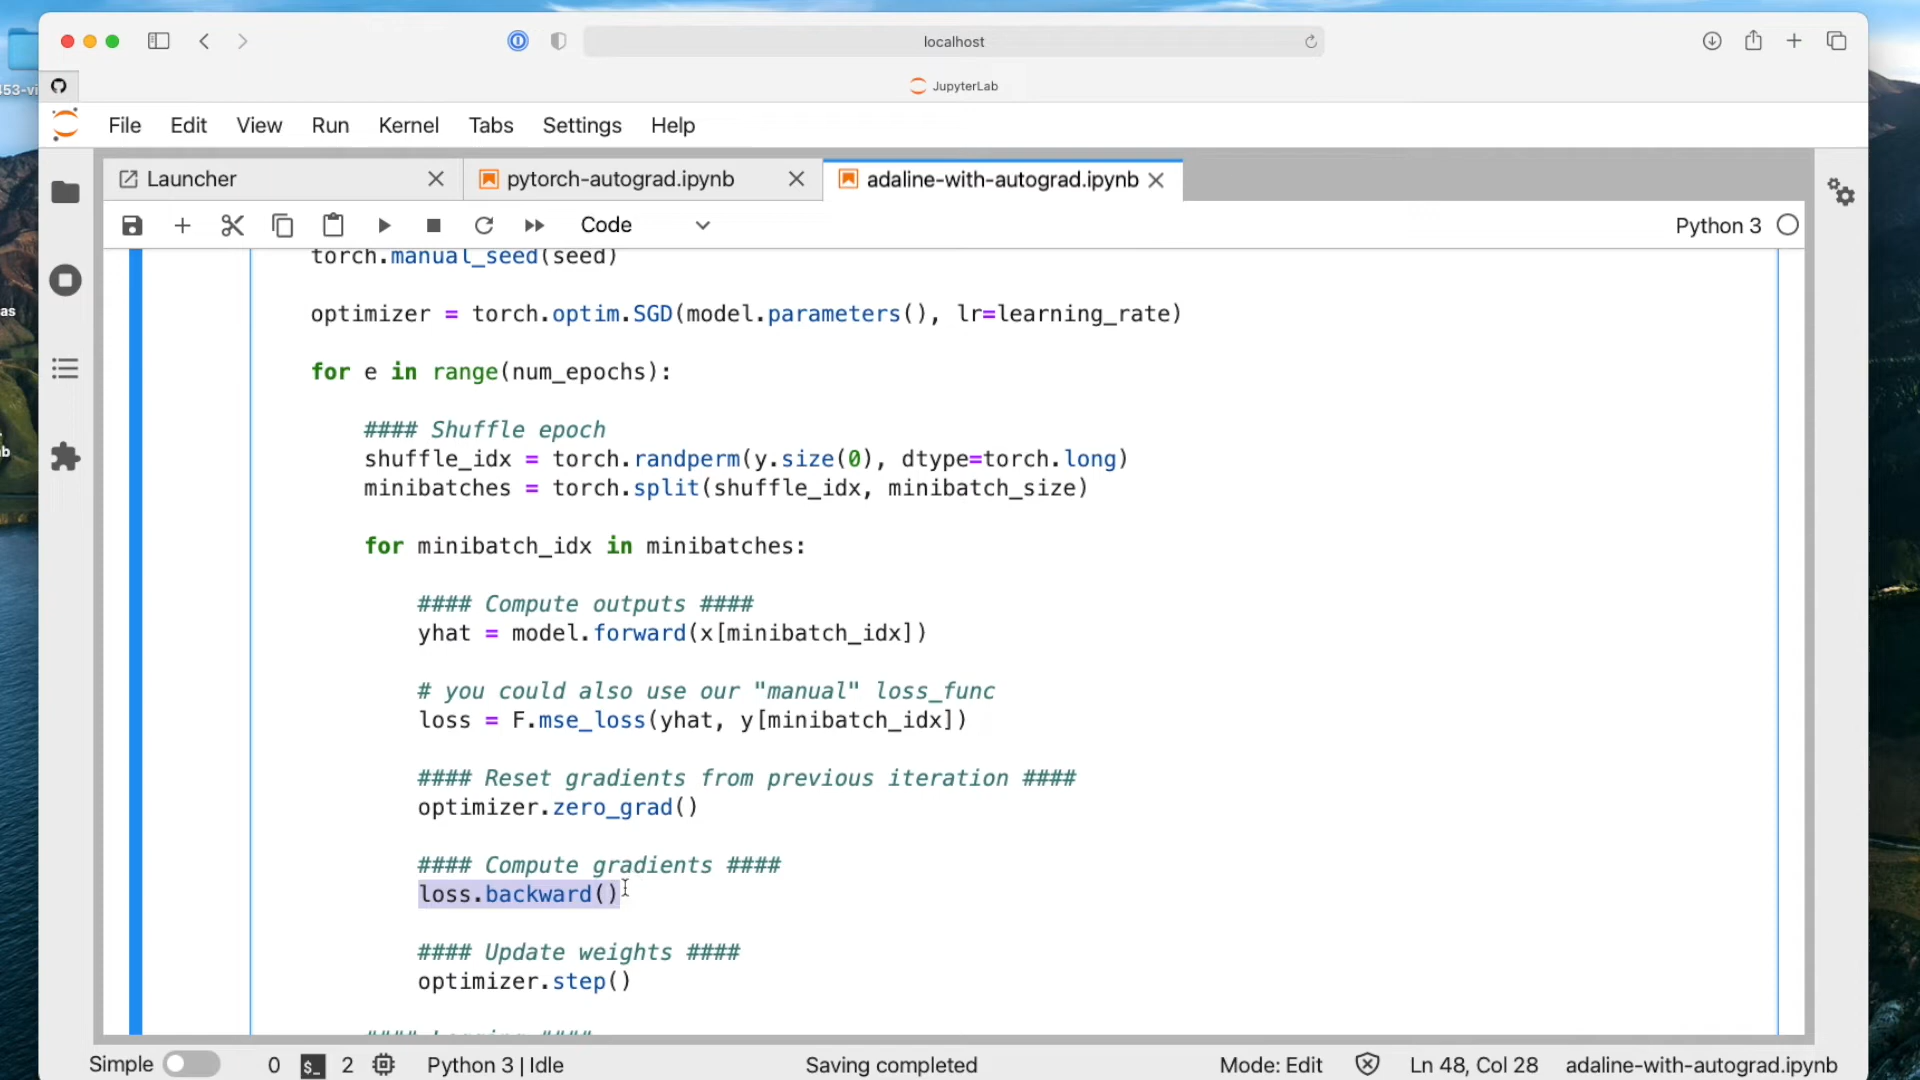 localhost
453-vi
JupyterLab
File Edit View Run Kernel Tabs Settings Help
Launcher pytorch-autograd.ipynb adaline-with-autograd.ipynb
Code Python 3
torch.manual_seed(seed)
as
optimizer = torch.optim.SGD(model.parameters(), lr=learning_rate)
for e in range(num_epochs):
#### Shuffle epoch
b
shuffle_idx = torch.randperm(y.size(0), dtype=torch.long)
minibatches = torch.split(shuffle_idx, minibatch_size)
for minibatch_idx in minibatches:
#### Compute outputs ####
yhat = model.forward(x[minibatch_idx])
# you could also use our "manual" loss_func
loss = F.mse_loss(yhat, y[minibatch_idx])
#### Reset gradients from previous iteration ####
optimizer.zero_grad()
#### Compute gradients ####
loss.backward()
#### Update weights ####
optimizer.step()
#### Logging ####
Simple 0 $_ 2 Python 3 | Idle Saving completed Mode: Edit Ln 48, Col 28 adaline-with-autograd.ipynb